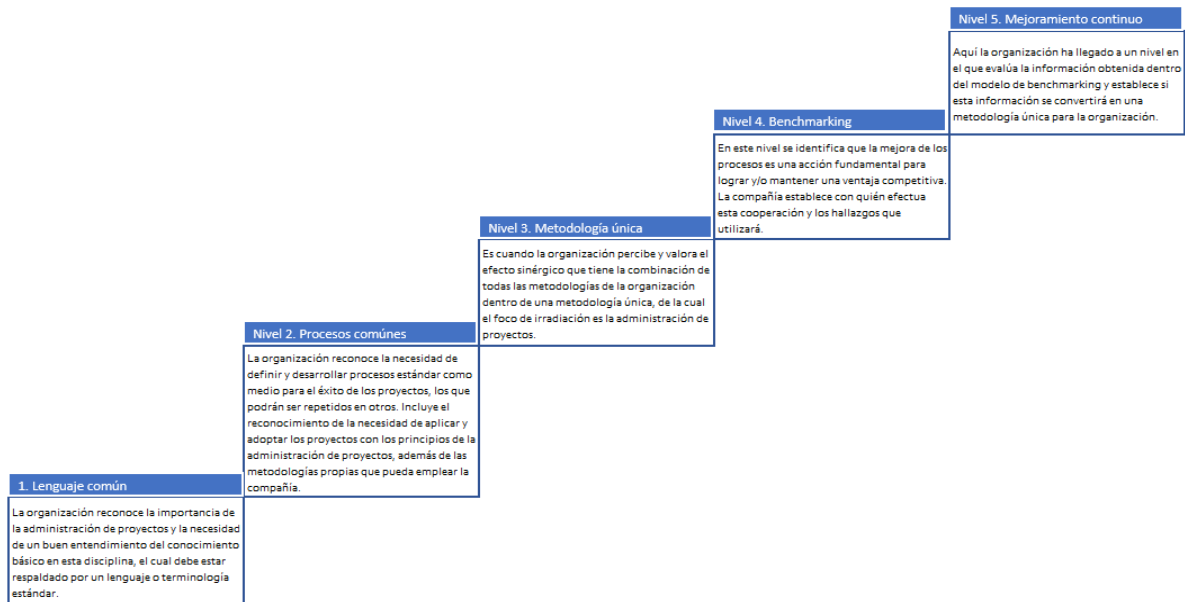 Nivel 5. Mejoramiento continuo
Aquí la organización ha llegado a un nivel en
el que evalúa la información obtenida dentro
del modelo de benchmarking y establece si
esta información se convertirá en una
metodología única para la organización.
Nivel 4. Benchmarking
En este nivel se identifica que la mejora de los
procesos es una acción fundamental para
lograr y/o mantener una ventaja competitiva.
La compañía establece con quién efectua
esta cooperación y los hallazgos que
utilizará.
Nivel 3. Metodología única
Es cuando la organización percibe y valora el
efecto sinérgico que tiene la combinación de
todas las metodologías de la organización
dentro de una metodología única, de la cual
el foco de irradiación es la administración de
proyectos.
Nivel 2. Procesos comúnes
La organización reconoce la necesidad de
definir y desarrollar procesos estándar como
medio para el éxito de los proyectos, los que
podrán ser repetidos en otros. Incluye el
reconocimiento de la necesidad de aplicar y
adoptar los proyectos con los principios de la
administración de proyectos, además de las
metodologías propias que pueda emplear la
compañía.
1. Lenguaje común
La organización reconoce la importancia de
la administración de proyectos y la necesidad
de un buen entendimiento del conocimiento
básico en esta disciplina, el cual debe estar
respaldado por un lenguaje o terminología
estándar.